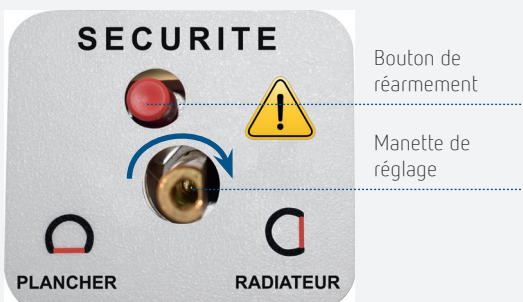 SECURITE
Bouton de
réarmement
Manette de
réglage
PLANCHER
RADIATEUR